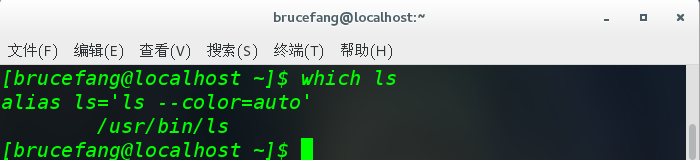 brucefang@localhost:~
文件(F) 编辑(E) 查看(V) 搜索(S) 终端(T) 帮助(H)
[brucefang@localhost ~]$ which ls
alias ls='ls --color=auto'
        /usr/bin/ls
[brucefang@localhost ~]$